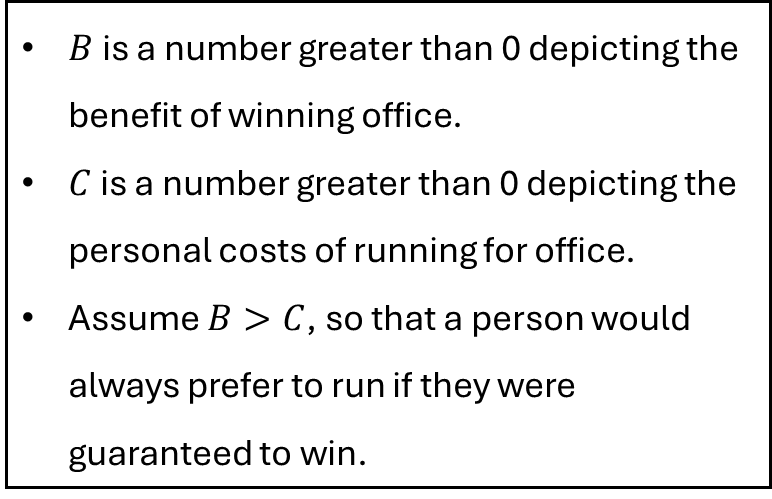 • B is a number greater than 0 depicting the
benefit of winning office.
• C is a number greater than 0 depicting the
personal costs of running for office.
• Assume B > C, so that a person would
always prefer to run if they were
guaranteed to win.